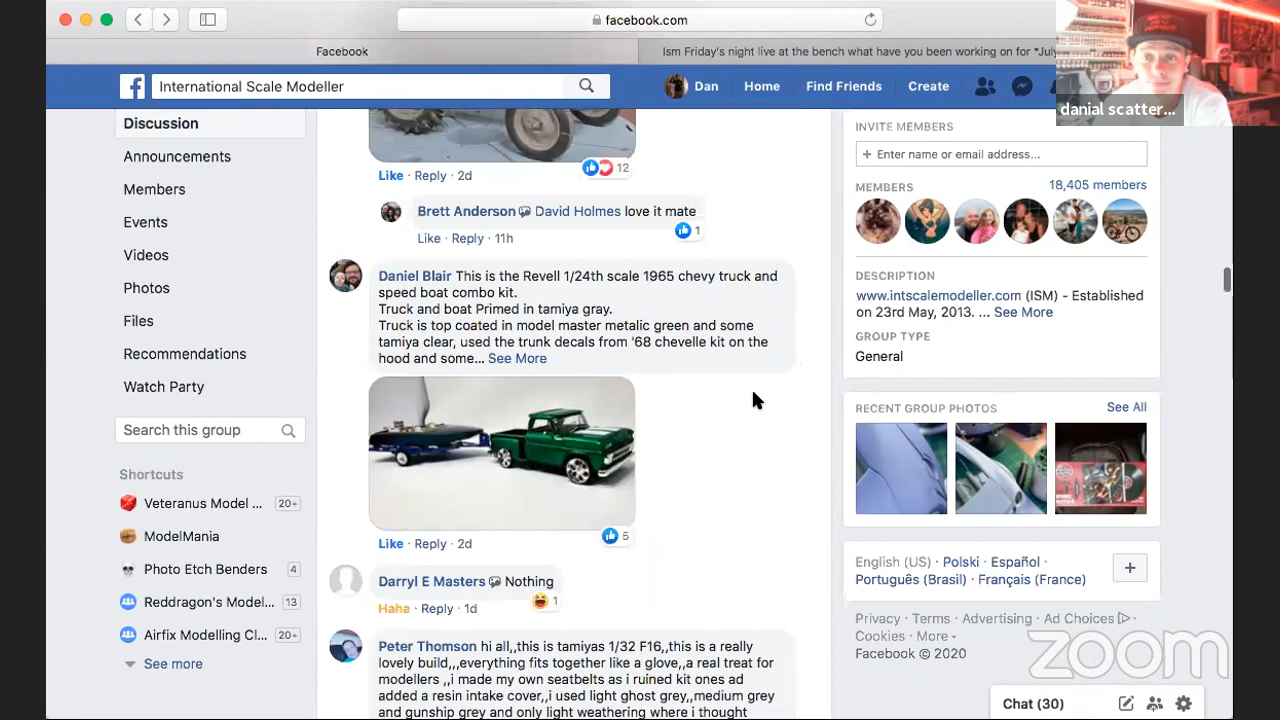 facebook.com
Facebook
Ism Friday's night live at the bench what have you been working on for *July
International Scale Modeller
Dan
Home
Find Friends
Create
danial scatter...
Discussion
Announcements
Members
Events
Videos
Photos
Files
Recommendations
Watch Party
Search this group
Shortcuts
Veteranus Model ... 20+
ModelMania
Photo Etch Benders 4
Reddragon's Model... 13
Airfix Modelling Cl... 20+
See more
12
Like · Reply · 2d
Brett Anderson David Holmes love it mate
1
Like · Reply · 11h
Daniel Blair This is the Revell 1/24th scale 1965 chevy truck and
speed boat combo kit.
Truck and boat Primed in tamiya gray.
Truck is top coated in model master metalic green and some
tamiya clear, used the trunk decals from '68 chevelle kit on the
hood and some... See More
5
Like · Reply · 2d
Darryl E Masters Nothing
1
Haha · Reply · 1d
Peter Thomson hi all,,this is tamiyas 1/32 F16,,this is a really
lovely build,,,everything fits together like a glove,,a real treat for
modellers ,,i made my own seatbelts as i ruined kit ones ad
added a resin intake cover,,i used light ghost grey,,medium grey
and gunship grey and only light weathering where i thought
INVITE MEMBERS
+ Enter name or email address...
MEMBERS
18,405 members
DESCRIPTION
www.intscalemodeller.com (ISM) - Established
on 23rd May, 2013. ... See More
GROUP TYPE
General
RECENT GROUP PHOTOS
See All
English (US) · Polski · Español ·
Português (Brasil) · Français (France)
+
Privacy · Terms · Advertising · Ad Choices ·
Cookies · More
Facebook © 2020
zoom
Chat (30)